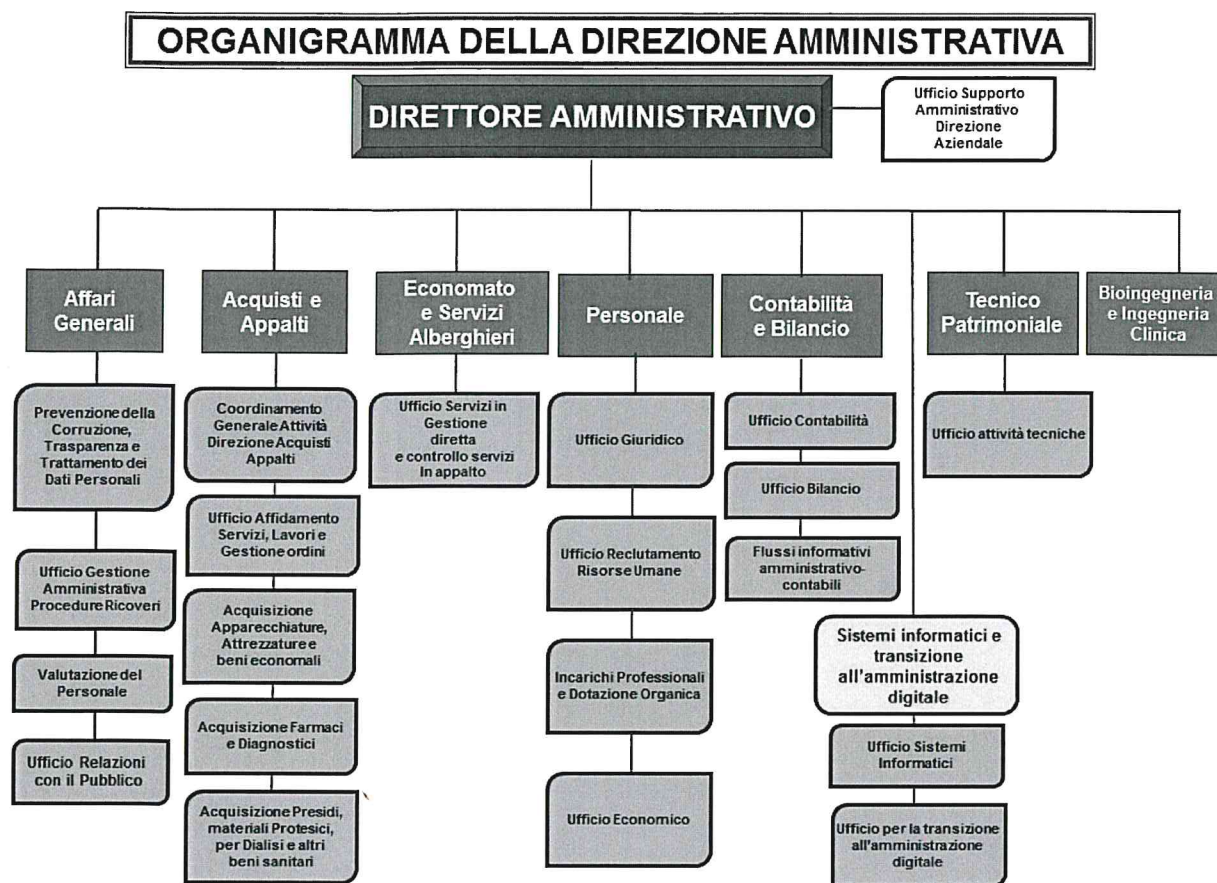 ORGANIGRAMMA DELLA DIREZIONE AMMINISTRATIVA
DIRETTORE AMMINISTRATIVO
Ufficio Supporto
Amministrativo
Direzione
Aziendale
Affari
Generali
Prevenzione della
Corruzione,
Trasparenza e
Trattamento dei
Dati Personali
Ufficio Gestione
Amministrativa
Procedure Ricoveri
Valutazione del
Personale
Ufficio Relazioni
con il Pubblico
Acquisti e
Appalti
Coordinamento
Generale Attività
Direzione Acquisti
Appalti
Ufficio Affidamento
Servizi, Lavori e
Gestione ordini
Acquisizione
Apparecchiature,
Attrezzature e
beni economali
Acquisizione Farmaci
e Diagnostici
Acquisizione Presidi,
materiali Protesici,
per Dialisi e altri
beni sanitari
Economato
e Servizi
Alberghieri
Ufficio Servizi in
Gestione
diretta
e controllo servizi
In appalto
Personale
Ufficio Giuridico
Ufficio Reclutamento
Risorse Umane
Incarichi Professionali
e Dotazione Organica
Ufficio Economico
Contabilità
e Bilancio
Ufficio Contabilità
Ufficio Bilancio
Flussi informativi
amministrativo-
contabili
Sistemi informatici e
transizione
all'amministrazione
digitale
Ufficio Sistemi
Informatici
Ufficio per la transizione
all'amministrazione
digitale
Tecnico
Patrimoniale
Ufficio attività tecniche
Bioingegneria
e Ingegneria
Clinica